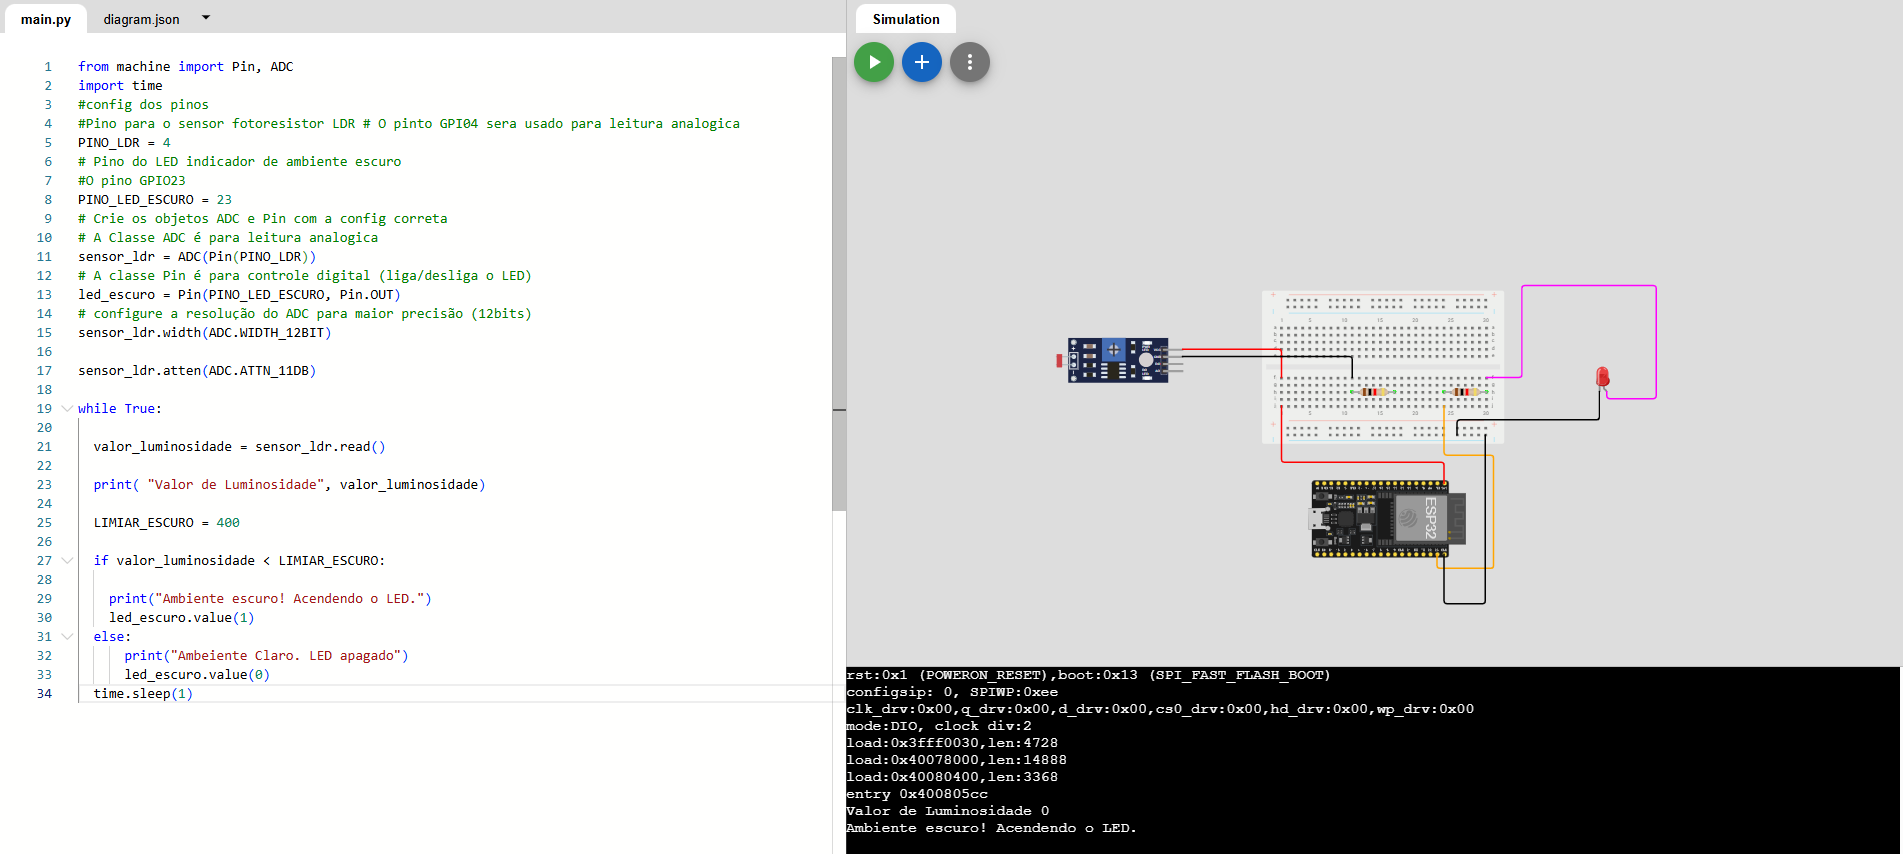 main.py diagram.json
1 from machine import Pin, ADC
2 import time
3 #config dos pinos
4 #Pino para o sensor fotoresistor LDR # O pinto GPI04 sera usado para leitura analogica
5 PINO_LDR = 4
6 # Pino do LED indicador de ambiente escuro
7 #O pino GPIO23
8 PINO_LED_ESCURO = 23
9 # Crie os objetos ADC e Pin com a config correta
10 # A Classe ADC é para leitura analogica
11 sensor_ldr = ADC(Pin(PINO_LDR))
12 # A classe Pin é para controle digital (liga/desliga o LED)
13 led_escuro = Pin(PINO_LED_ESCURO, Pin.OUT)
14 # configure a resolução do ADC para maior precisão (12bits)
15 sensor_ldr.width(ADC.WIDTH_12BIT)
16
17 sensor_ldr.atten(ADC.ATTN_11DB)
18
19 while True:
20
21 valor_luminosidade = sensor_ldr.read()
22
23 print( "Valor de Luminosidade", valor_luminosidade)
24
25 LIMIAR_ESCURO = 400
26
27 if valor_luminosidade < LIMIAR_ESCURO:
28
29 print("Ambiente escuro! Acendendo o LED.")
30 led_escuro.value(1)
31 else:
32 print("Ambeiente Claro. LED apagado")
33 led_escuro.value(0)
34 time.sleep(1)
Simulation
ESP32
rst:0x1 (POWERON_RESET),boot:0x13 (SPI_FAST_FLASH_BOOT)
configsip: 0, SPIWP:0xee
clk_drv:0x00,q_drv:0x00,d_drv:0x00,cs0_drv:0x00,hd_drv:0x00,wp_drv:0x00
mode:DIO, clock div:2
load:0x3fff0030,len:4728
load:0x40078000,len:14888
load:0x40080400,len:3368
entry 0x400805cc
Valor de Luminosidade 0
Ambiente escuro! Acendendo o LED.